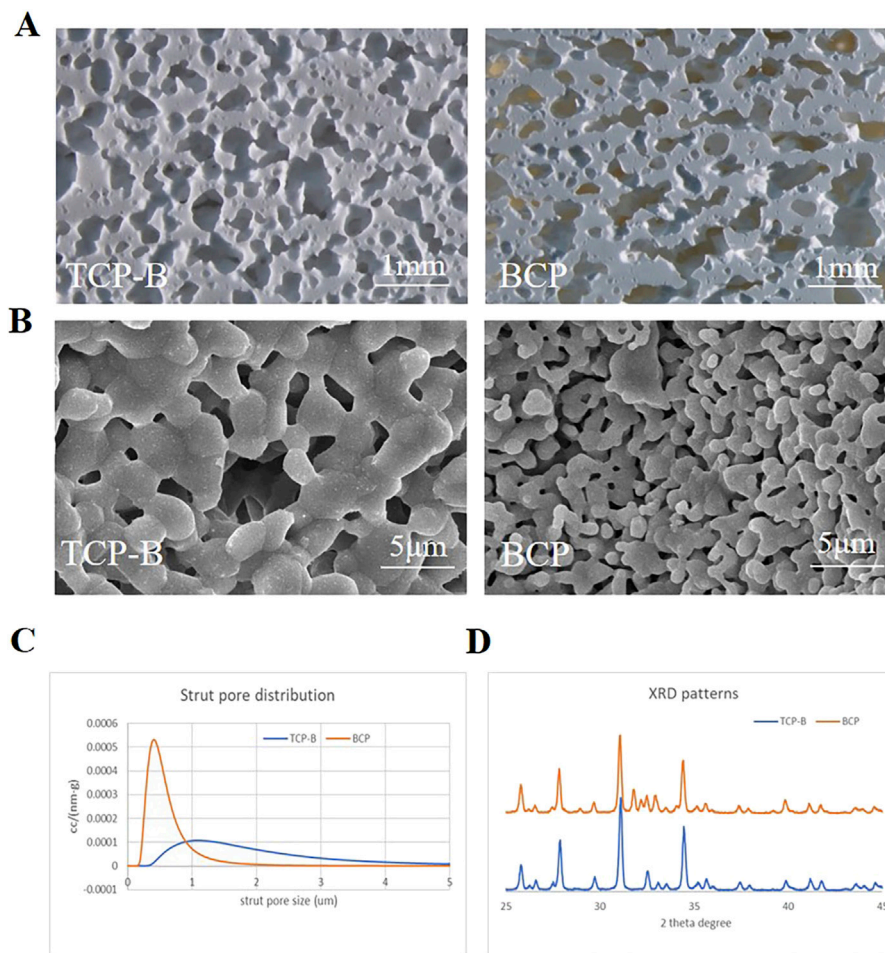 A
TCP-B
1mm
BCP
1mm
B
TCP-B
5μm
BCP
5μm
C
D
Strut pore distribution
TCP-B
BCP
0.0006
0.0005
0.0004
0.0003
0.0002
0.0001
0
-0.0001
cc/(nm-g)
0
1
2
3
4
5
strut pore size (um)
XRD patterns
TCP-B
BCP
25
30
35
40
45
2 theta degree